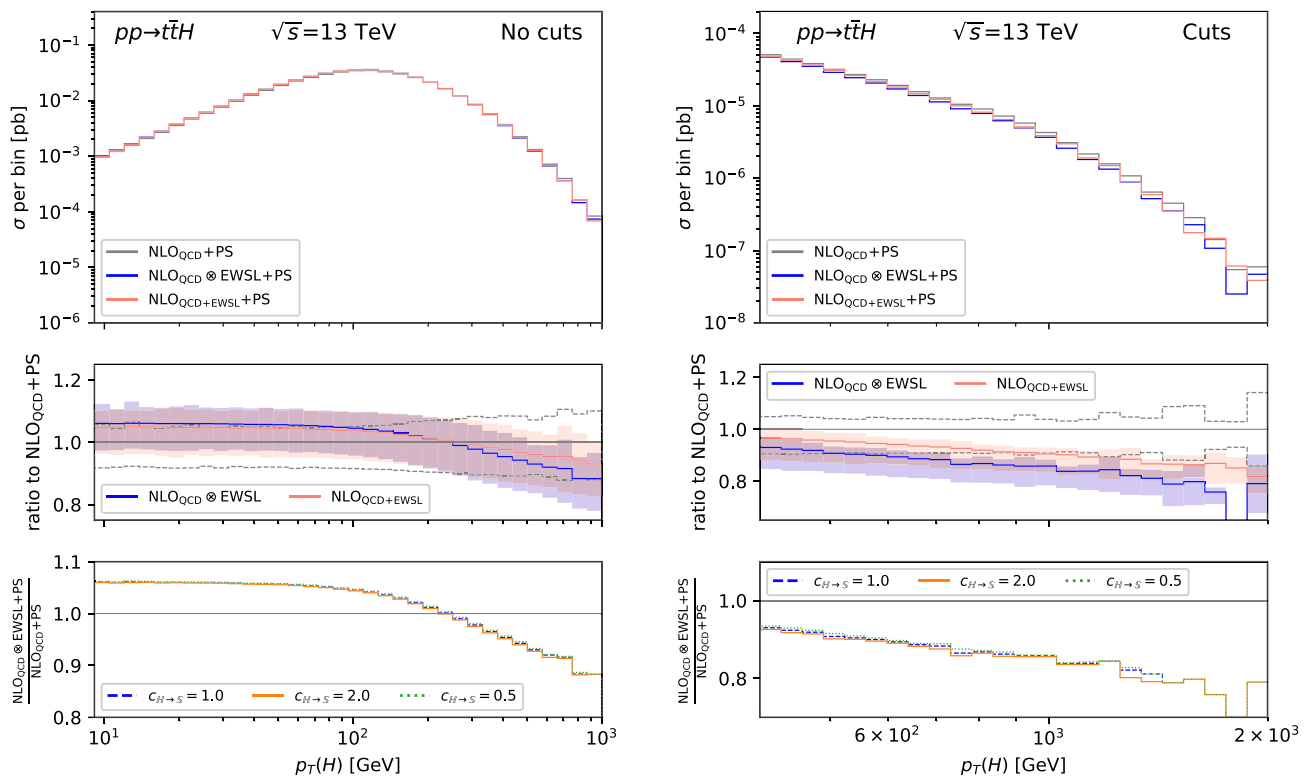 pp→tt̄H √s=13 TeV No cuts
10⁻¹
10⁻²
10⁻³
10⁻⁴
10⁻⁵
10⁻⁶
σ per bin [pb]
NLO_QCD+PS
NLO_QCD ⊗ EWSL+PS
NLO_QCD+EWSL+PS
1.2
1.0
0.8
ratio to NLO_QCD+PS
NLO_QCD ⊗ EWSL NLO_QCD+EWSL
1.1
1.0
0.9
0.8
NLO_QCD ⊗ EWSL+PS
NLO_QCD+PS
c_ℍ→𝕊 = 1.0 c_ℍ→𝕊 = 2.0 c_ℍ→𝕊 = 0.5
10¹ 10² 10³
p_T(H) [GeV]
pp→tt̄H √s=13 TeV Cuts
10⁻⁴
10⁻⁵
10⁻⁶
10⁻⁷
10⁻⁸
σ per bin [pb]
NLO_QCD+PS
NLO_QCD ⊗ EWSL+PS
NLO_QCD+EWSL+PS
1.2
1.0
0.8
ratio to NLO_QCD+PS
NLO_QCD ⊗ EWSL NLO_QCD+EWSL
1.0
0.8
NLO_QCD ⊗ EWSL+PS
NLO_QCD+PS
c_ℍ→𝕊 = 1.0 c_ℍ→𝕊 = 2.0 c_ℍ→𝕊 = 0.5
6 × 10² 10³ 2 × 10³
p_T(H) [GeV]